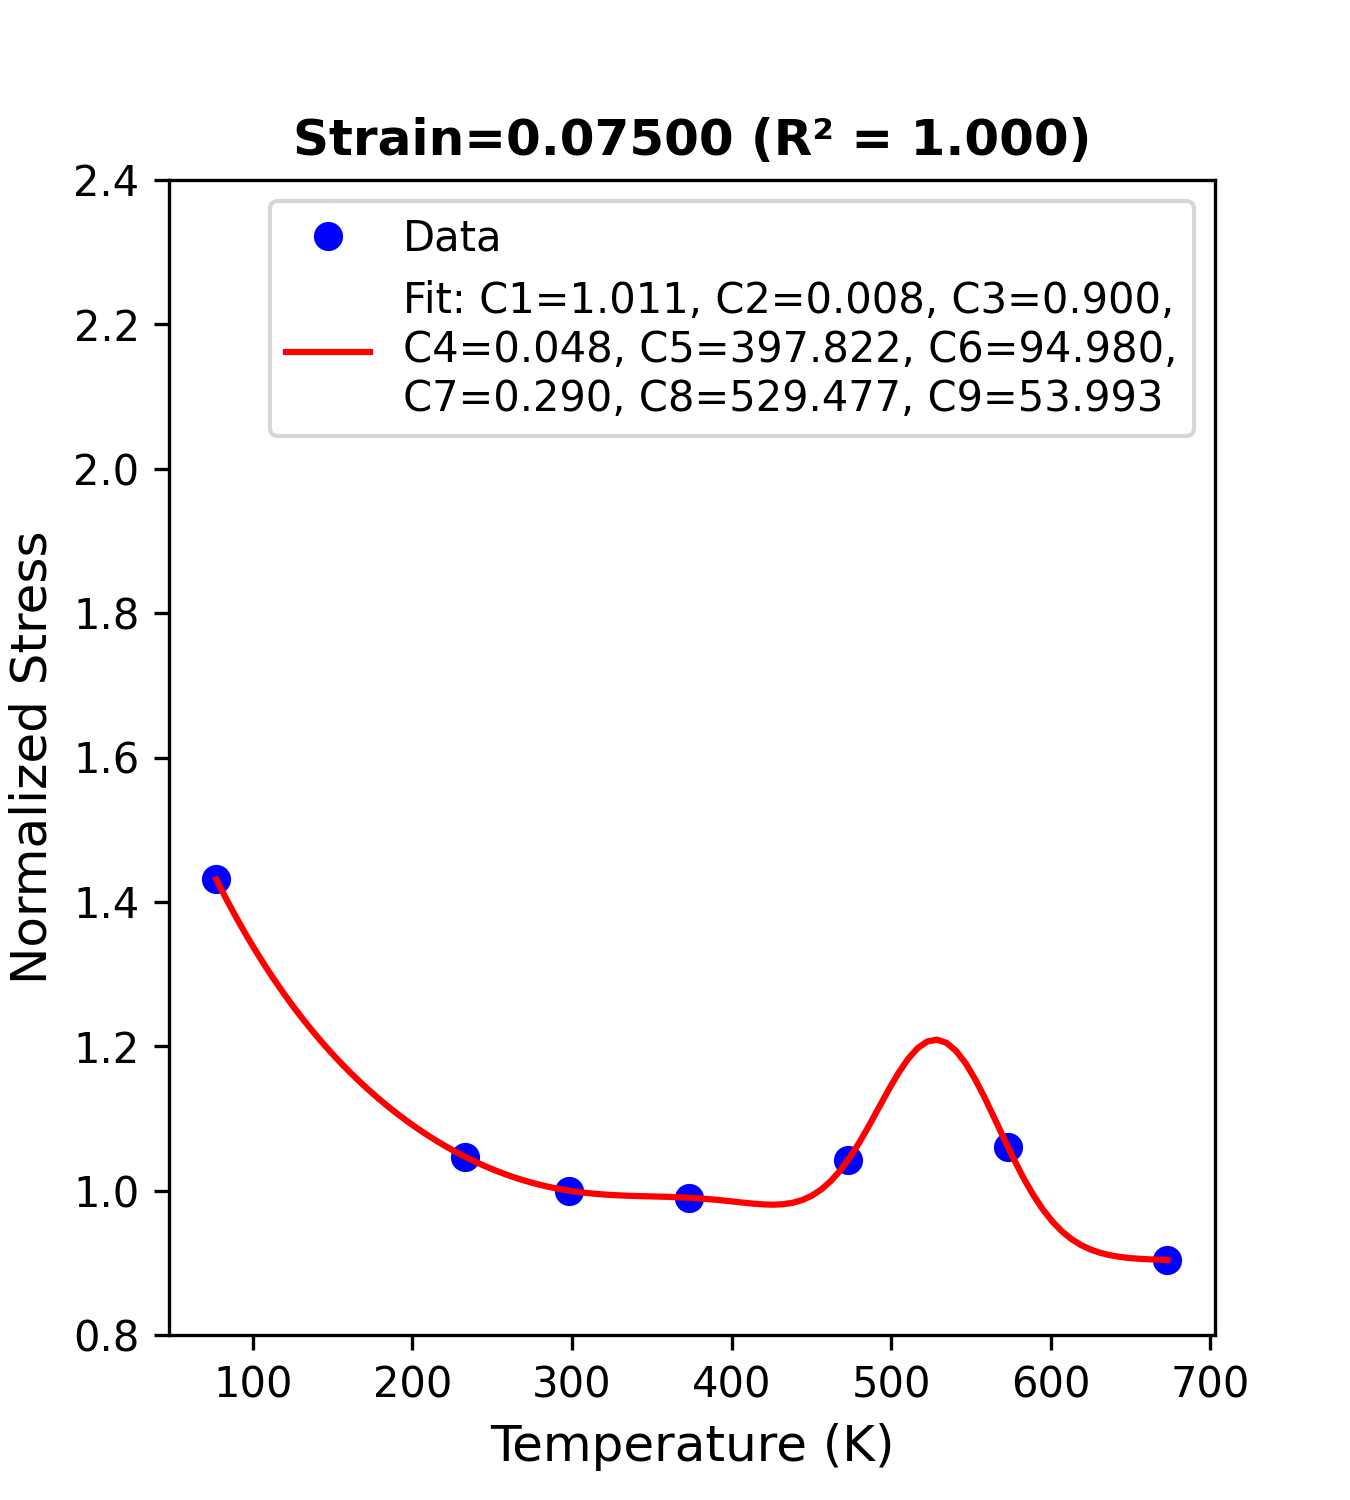 Strain=0.07500 (R² = 1.000)
2.4
2.2
2.0
1.8
1.6
1.4
1.2
1.0
0.8
Normalized Stress
Data
Fit: C1=1.011, C2=0.008, C3=0.900,
C4=0.048, C5=397.822, C6=94.980,
C7=0.290, C8=529.477, C9=53.993
100 200 300 400 500 600 700
Temperature (K)